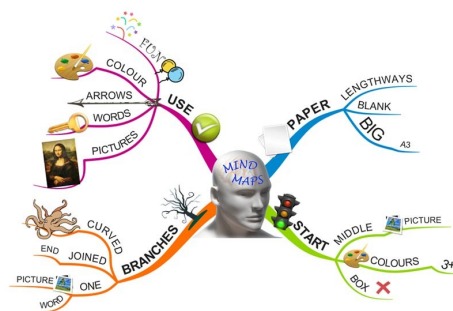 MIND
MAPS
USE
FUN
COLOUR
ARROWS
WORDS
PICTURES
PAPER
LENGTHWAYS
BLANK
BIG
A3
START
MIDDLE
PICTURE
COLOURS
3+
BOX
BRANCHES
CURVED
JOINED
END
ONE
PICTURE
WORD